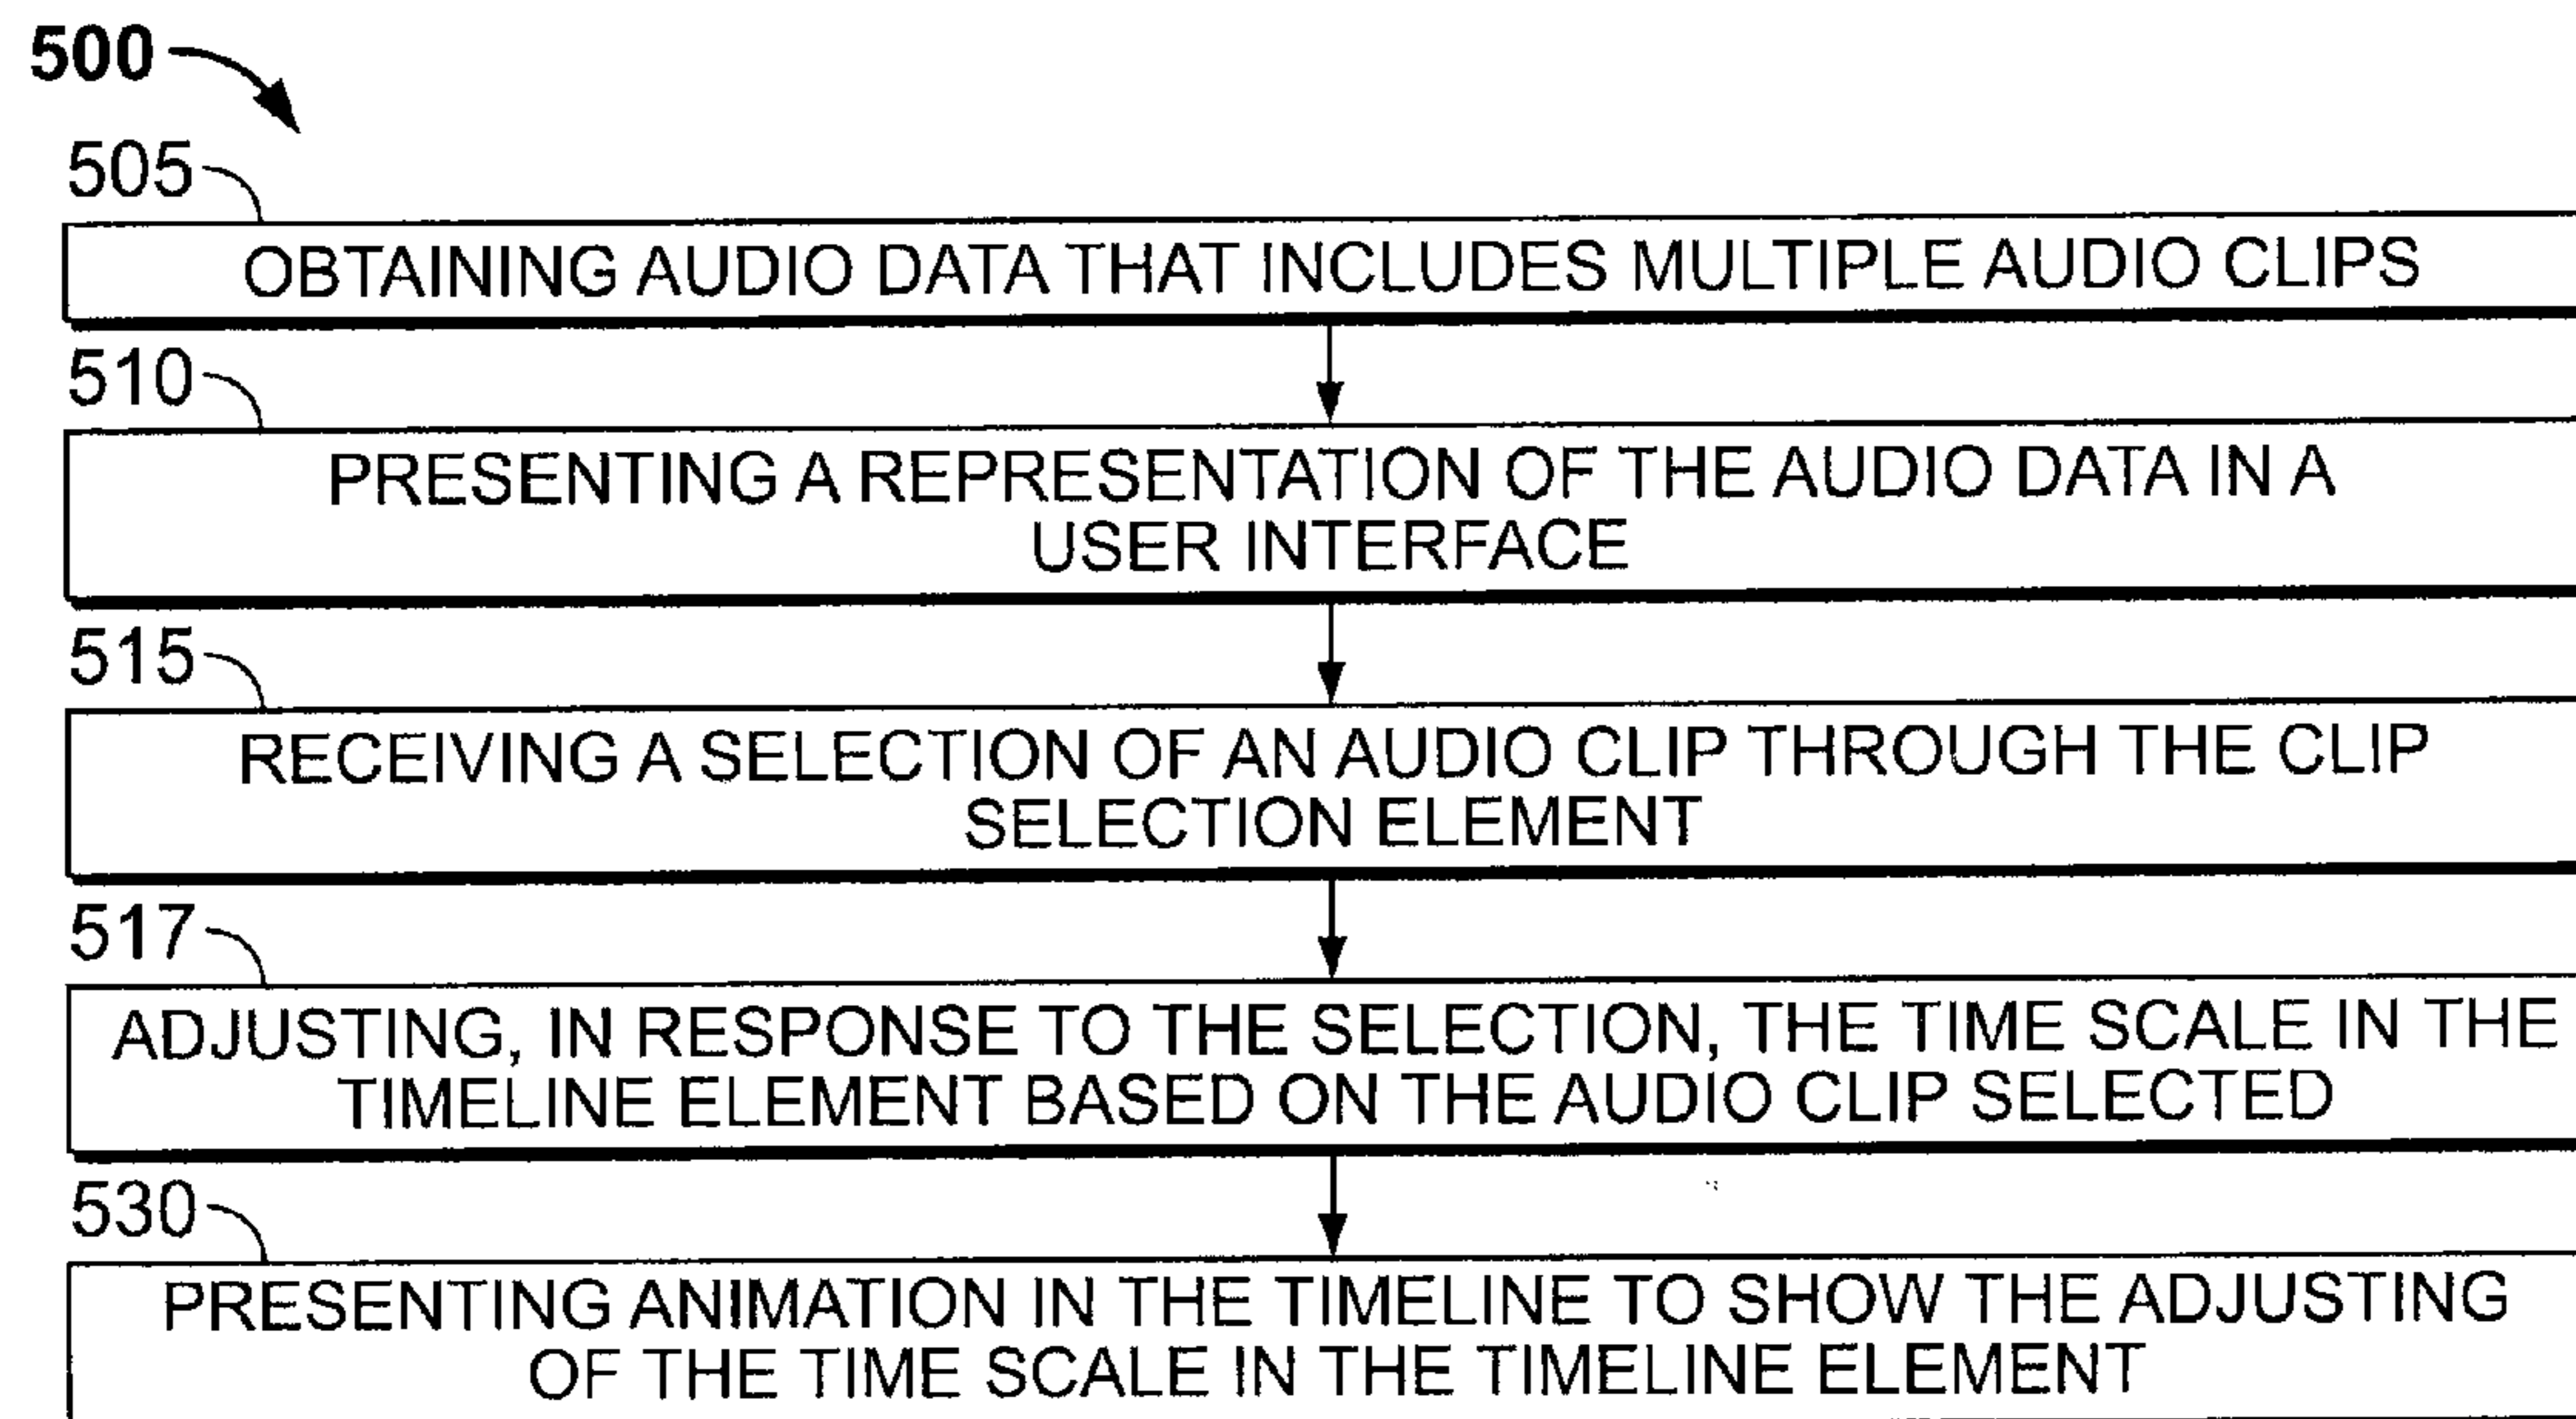 500
505
OBTAINING AUDIO DATA THAT INCLUDES MULTIPLE AUDIO CLIPS
510
PRESENTING A REPRESENTATION OF THE AUDIO DATA IN A
USER INTERFACE
515
RECEIVING A SELECTION OF AN AUDIO CLIP THROUGH THE CLIP
SELECTION ELEMENT
517
ADJUSTING, IN RESPONSE TO THE SELECTION, THE TIME SCALE IN THE
TIMELINE ELEMENT BASED ON THE AUDIO CLIP SELECTED
530
PRESENTING ANIMATION IN THE TIMELINE TO SHOW THE ADJUSTING
OF THE TIME SCALE IN THE TIMELINE ELEMENT